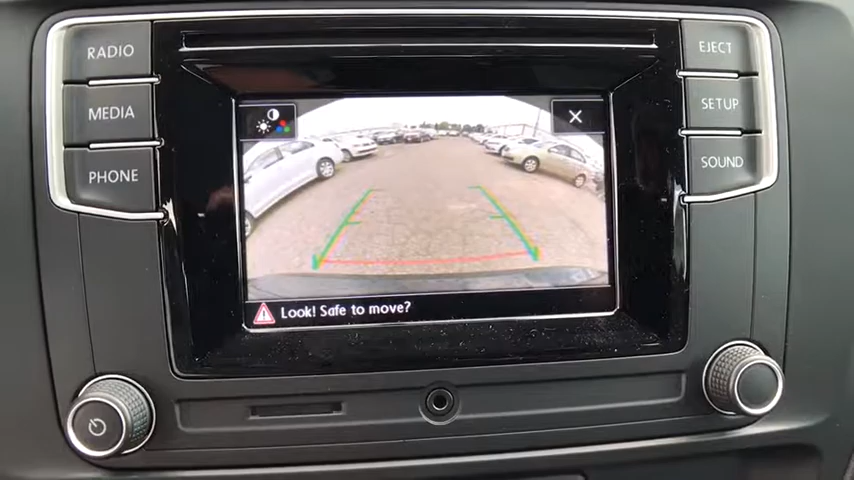 RADIO
MEDIA
PHONE
EJECT
SETUP
SOUND
Look! Safe to move?